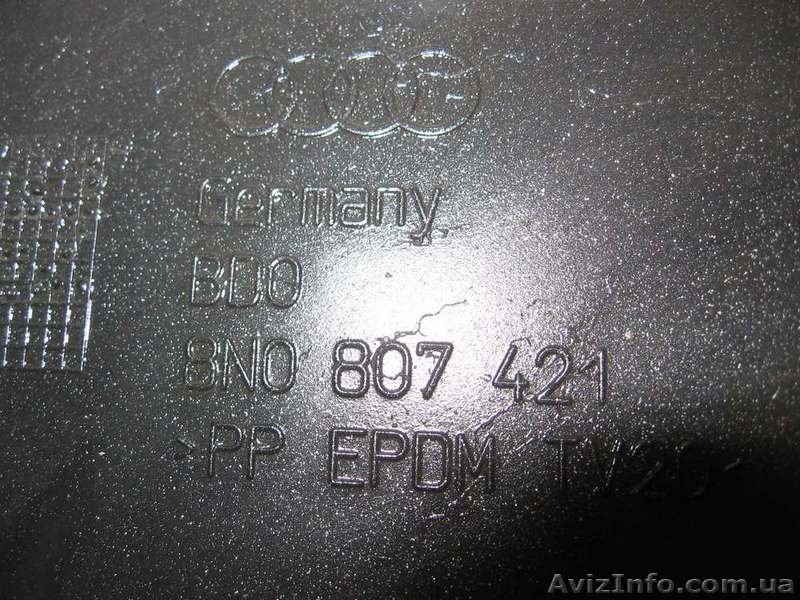 Germany
BDO
8N0 807 421
>PP EPDM TV20<
AvizInfo.com.ua